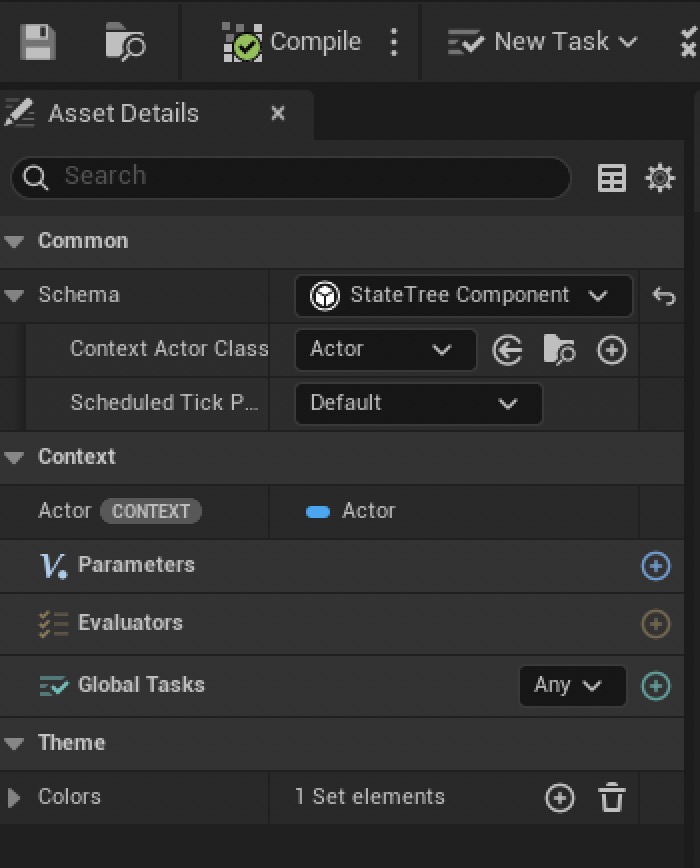 Compile
New Task
Asset Details
Search
Common
Schema
StateTree Component
Context Actor Class
Actor
Scheduled Tick P...
Default
Context
Actor CONTEXT
Actor
Parameters
Evaluators
Global Tasks
Any
Theme
Colors
1 Set elements